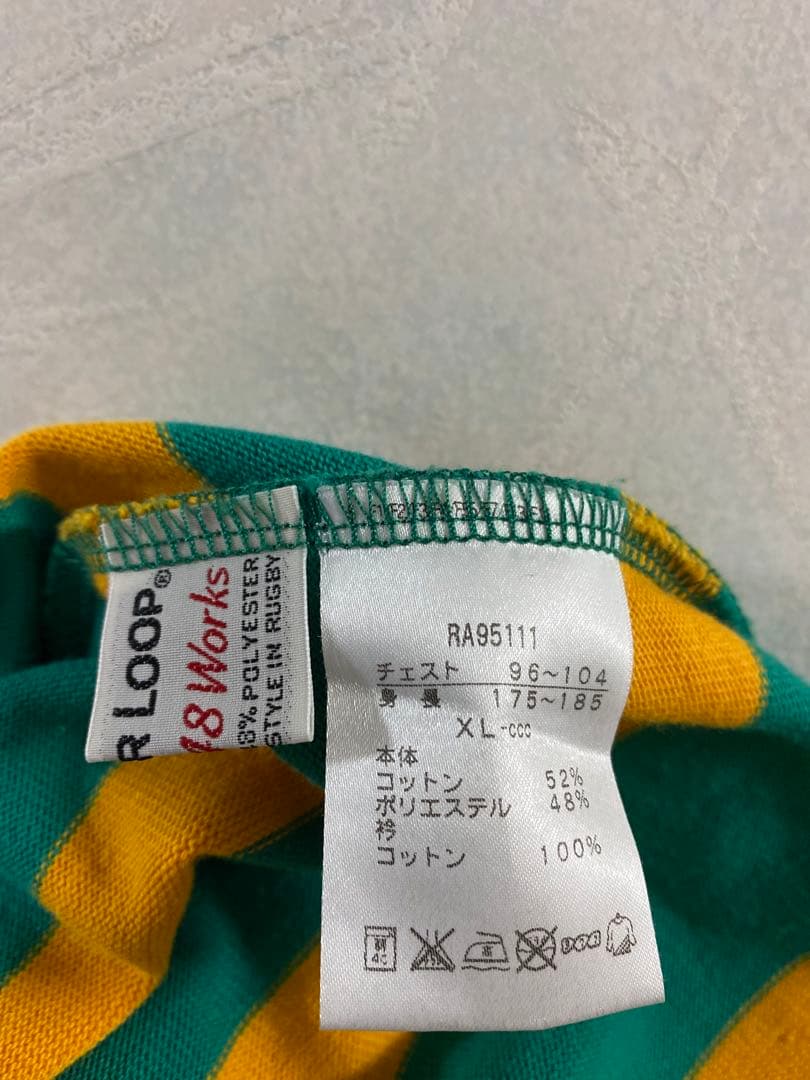 R LOOP®
48 Works
48% POLYESTER
STYLE IN RUGBY
RA95111
チェスト 96~104
身長 175~185
XL-CCC
本体
コットン 52%
ポリエステル 48%
衿
コットン 100%